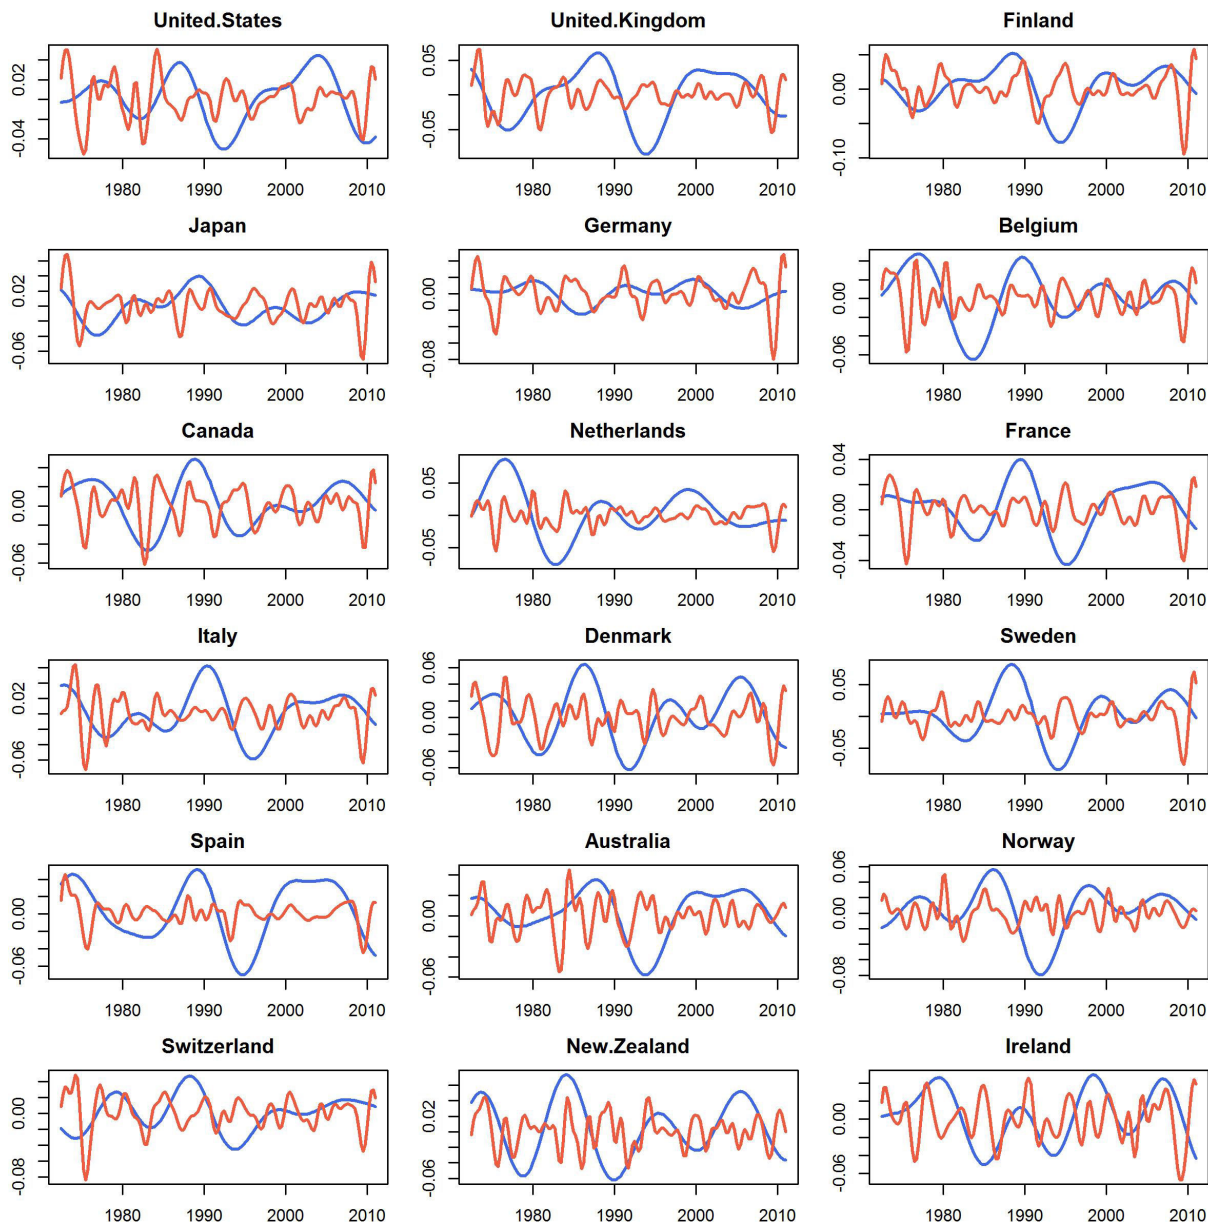 United.States United.Kingdom Finland
0.02 -0.04 0.05 -0.05 0.00 -0.10
1980 1990 2000 2010 1980 1990 2000 2010 1980 1990 2000 2010
Japan Germany Belgium
0.02 -0.06 0.00 -0.08 0.00 -0.06
1980 1990 2000 2010 1980 1990 2000 2010 1980 1990 2000 2010
Canada Netherlands France
0.00 -0.06 0.05 -0.05 0.04 0.00 -0.04
1980 1990 2000 2010 1980 1990 2000 2010 1980 1990 2000 2010
Italy Denmark Sweden
0.02 -0.06 0.06 0.00 -0.06 0.05 -0.05
1980 1990 2000 2010 1980 1990 2000 2010 1980 1990 2000 2010
Spain Australia Norway
0.00 -0.06 0.00 -0.06 0.06 0.00 -0.08
1980 1990 2000 2010 1980 1990 2000 2010 1980 1990 2000 2010
Switzerland New.Zealand Ireland
0.00 -0.08 0.02 -0.06 0.00 -0.06
1980 1990 2000 2010 1980 1990 2000 2010 1980 1990 2000 2010